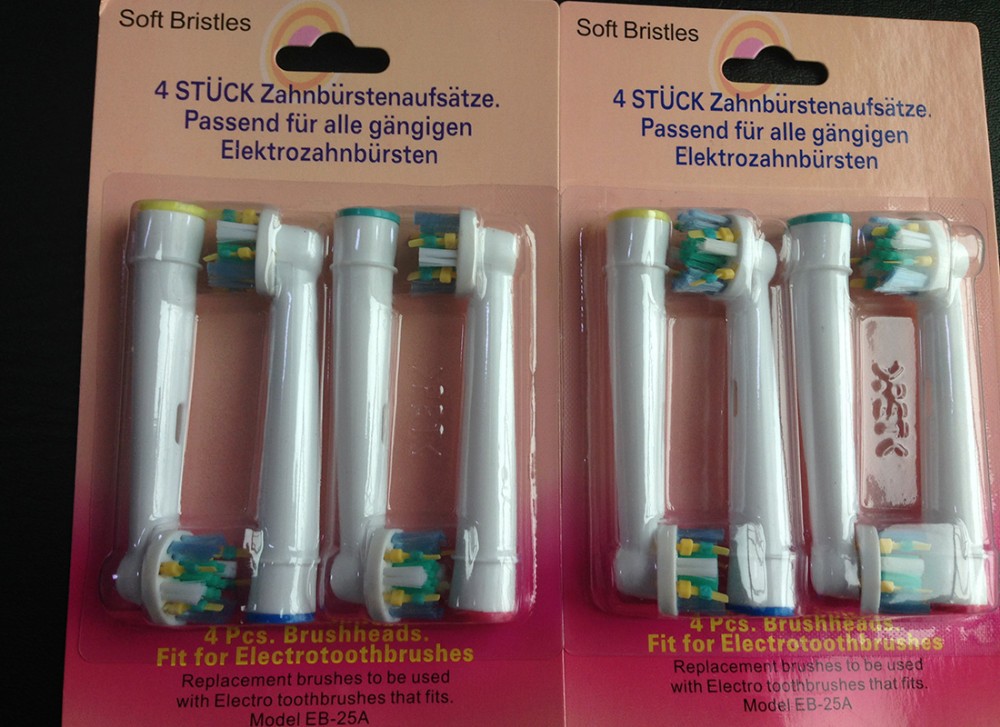 Soft Bristles
4 STÜCK Zahnbürstenaufsätze.
Passend für alle gängigen
Elektrozahnbürsten
4 Pcs. Brushheads.
Fit for Electrotoothbrushes
Replacement brushes to be used
with Electro toothbrushes that fits.
Model EB-25A
Soft Bristles
4 STÜCK Zahnbürstenaufsätze.
Passend für alle gängigen
Elektrozahnbürsten
4 Pcs. Brushheads.
Fit for Electrotoothbrushes
Replacement brushes to be used
with Electro toothbrushes that fits.
Model EB-25A